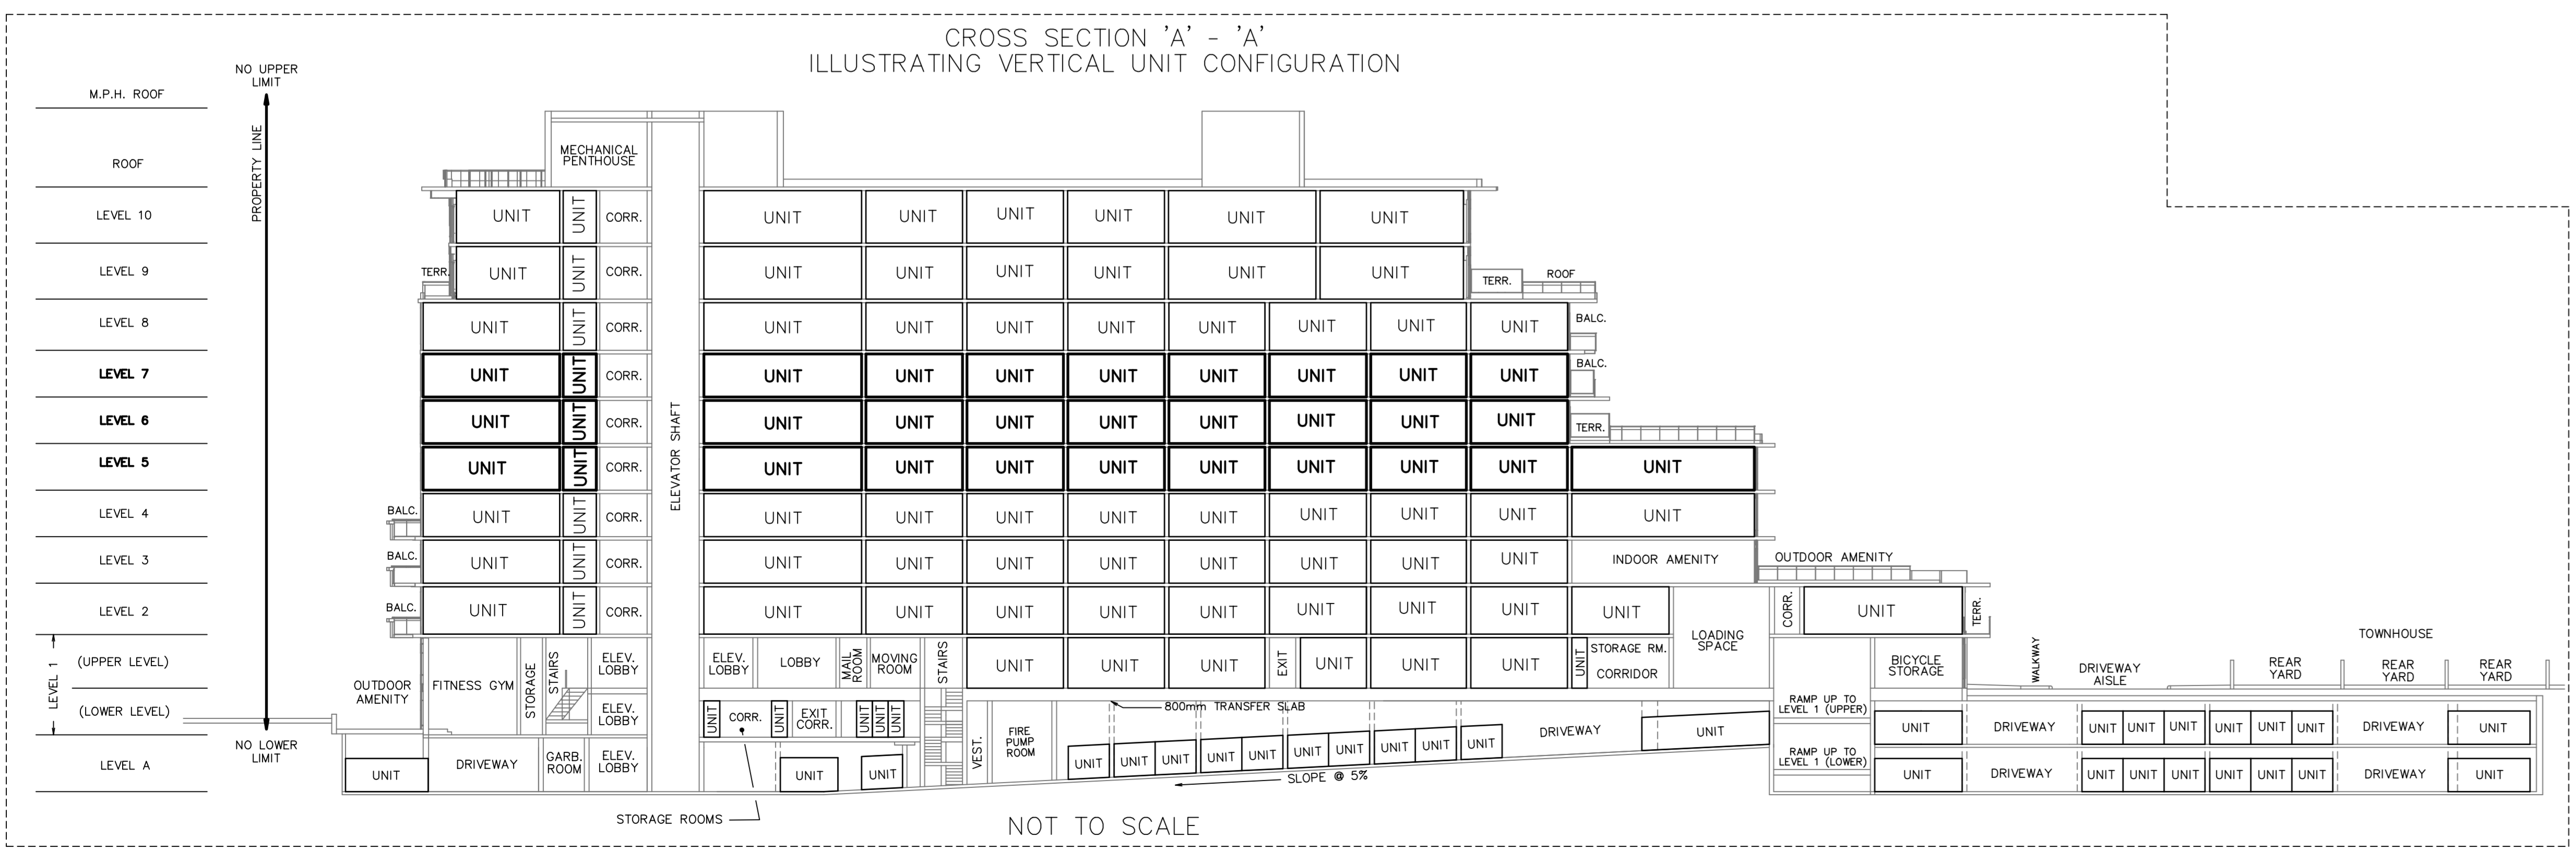 CROSS SECTION 'A' - 'A'
ILLUSTRATING VERTICAL UNIT CONFIGURATION
NO UPPER
LIMIT
M.P.H. ROOF
PROPERTY LINE
MECHANICAL
PENTHOUSE
ROOF
LEVEL 10
UNIT UNIT CORR. UNIT UNIT UNIT UNIT UNIT UNIT
LEVEL 9
TERR. UNIT UNIT CORR. UNIT UNIT UNIT UNIT UNIT UNIT TERR. ROOF
LEVEL 8
UNIT UNIT CORR. UNIT UNIT UNIT UNIT UNIT UNIT UNIT UNIT BALC.
LEVEL 7
UNIT UNIT CORR. UNIT UNIT UNIT UNIT UNIT UNIT UNIT UNIT BALC.
ELEVATOR SHAFT
LEVEL 6
UNIT UNIT CORR. UNIT UNIT UNIT UNIT UNIT UNIT UNIT UNIT TERR.
LEVEL 5
UNIT UNIT CORR. UNIT UNIT UNIT UNIT UNIT UNIT UNIT UNIT UNIT
LEVEL 4
BALC. UNIT UNIT CORR. UNIT UNIT UNIT UNIT UNIT UNIT UNIT UNIT UNIT
LEVEL 3
BALC. UNIT UNIT CORR. UNIT UNIT UNIT UNIT UNIT UNIT UNIT UNIT INDOOR AMENITY OUTDOOR AMENITY
LEVEL 2
BALC. UNIT UNIT CORR. UNIT UNIT UNIT UNIT UNIT UNIT UNIT UNIT UNIT
LOADING
SPACE
CORR. UNIT TERR.
LEVEL 1
(UPPER LEVEL)
(LOWER LEVEL)
OUTDOOR
AMENITY
FITNESS GYM
STORAGE
STAIRS
ELEV.
LOBBY
ELEV.
LOBBY
LOBBY
MAIL
ROOM
MOVING
ROOM
STAIRS
UNIT UNIT UNIT EXIT UNIT UNIT UNIT UNIT
STORAGE RM.
CORRIDOR
BICYCLE
STORAGE
WALKWAY
DRIVEWAY
AISLE
TOWNHOUSE
REAR
YARD
REAR
YARD
REAR
YARD
ELEV.
LOBBY
UNIT CORR. UNIT
EXIT
CORR.
UNIT UNIT UNIT
800mm TRANSFER SLAB
RAMP UP TO
LEVEL 1 (UPPER)
UNIT DRIVEWAY UNIT UNIT UNIT UNIT UNIT UNIT DRIVEWAY UNIT
NO LOWER
LIMIT
LEVEL A
UNIT DRIVEWAY
GARB.
ROOM
ELEV.
LOBBY
UNIT UNIT
VEST.
FIRE
PUMP
ROOM
UNIT UNIT UNIT UNIT UNIT UNIT UNIT UNIT UNIT UNIT DRIVEWAY UNIT
RAMP UP TO
LEVEL 1 (LOWER)
UNIT DRIVEWAY UNIT UNIT UNIT UNIT UNIT UNIT DRIVEWAY UNIT
SLOPE @ 5%
STORAGE ROOMS
NOT TO SCALE